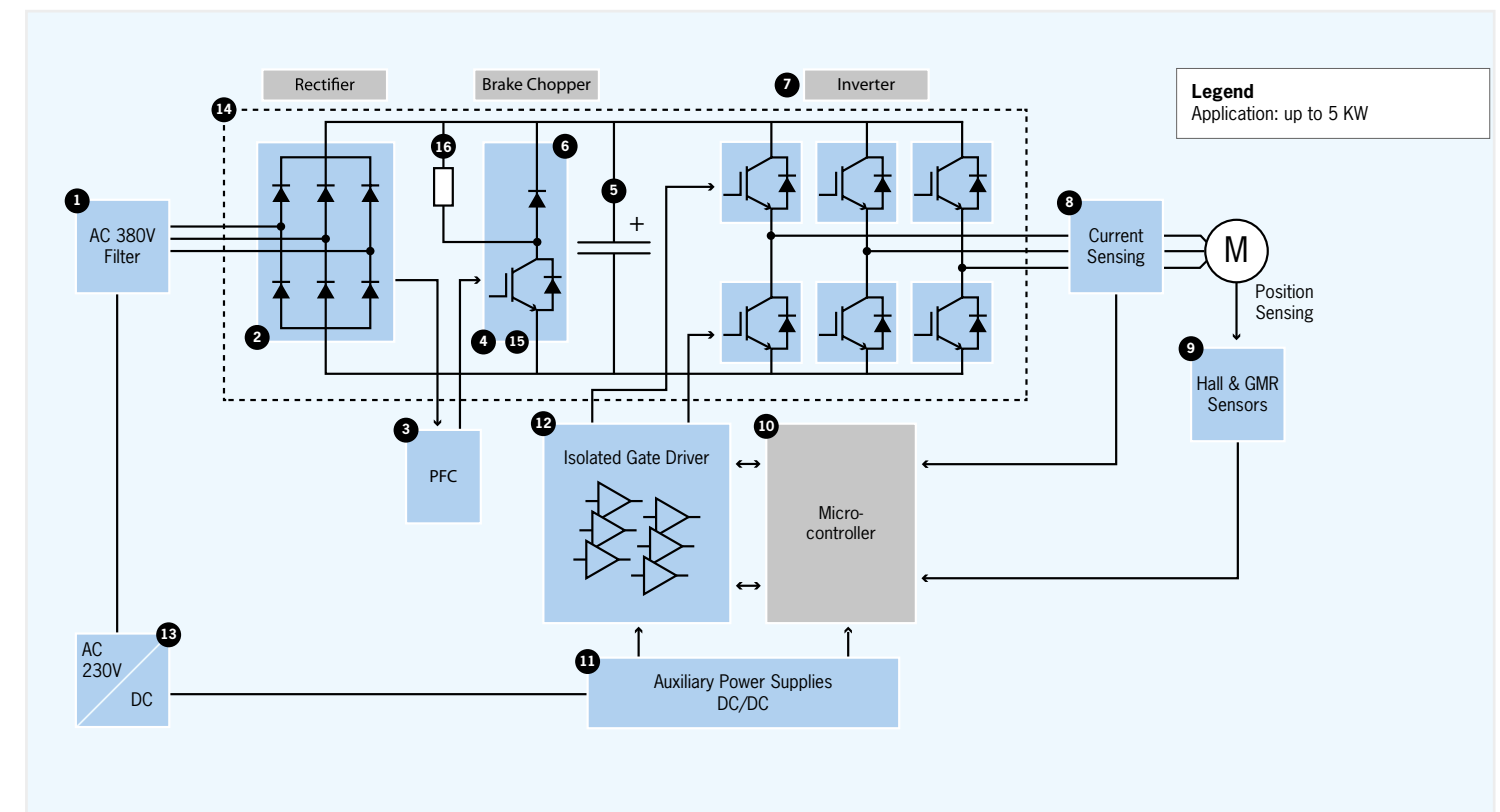 Rectifier
Brake Chopper
7
Inverter
Legend
Application: up to 5 KW
14
16
6
5
+
1
AC 380V
Filter
2
4
15
8
Current
Sensing
M
Position
Sensing
9
Hall & GMR
Sensors
3
PFC
12
Isolated Gate Driver
10
Micro-
controller
13
AC
230V
DC
11
Auxiliary Power Supplies
DC/DC